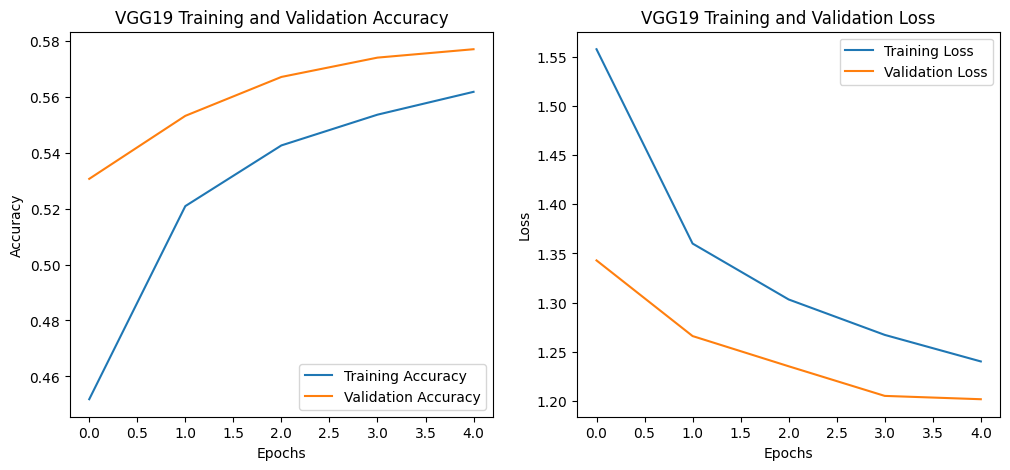 VGG19 Training and Validation Accuracy
0.58
0.56
0.54
0.52
0.50
0.48
0.46
Accuracy
Training Accuracy
Validation Accuracy
0.0 0.5 1.0 1.5 2.0 2.5 3.0 3.5 4.0
Epochs
VGG19 Training and Validation Loss
Training Loss
Validation Loss
1.55
1.50
1.45
1.40
1.35
1.30
1.25
1.20
Loss
0.0 0.5 1.0 1.5 2.0 2.5 3.0 3.5 4.0
Epochs